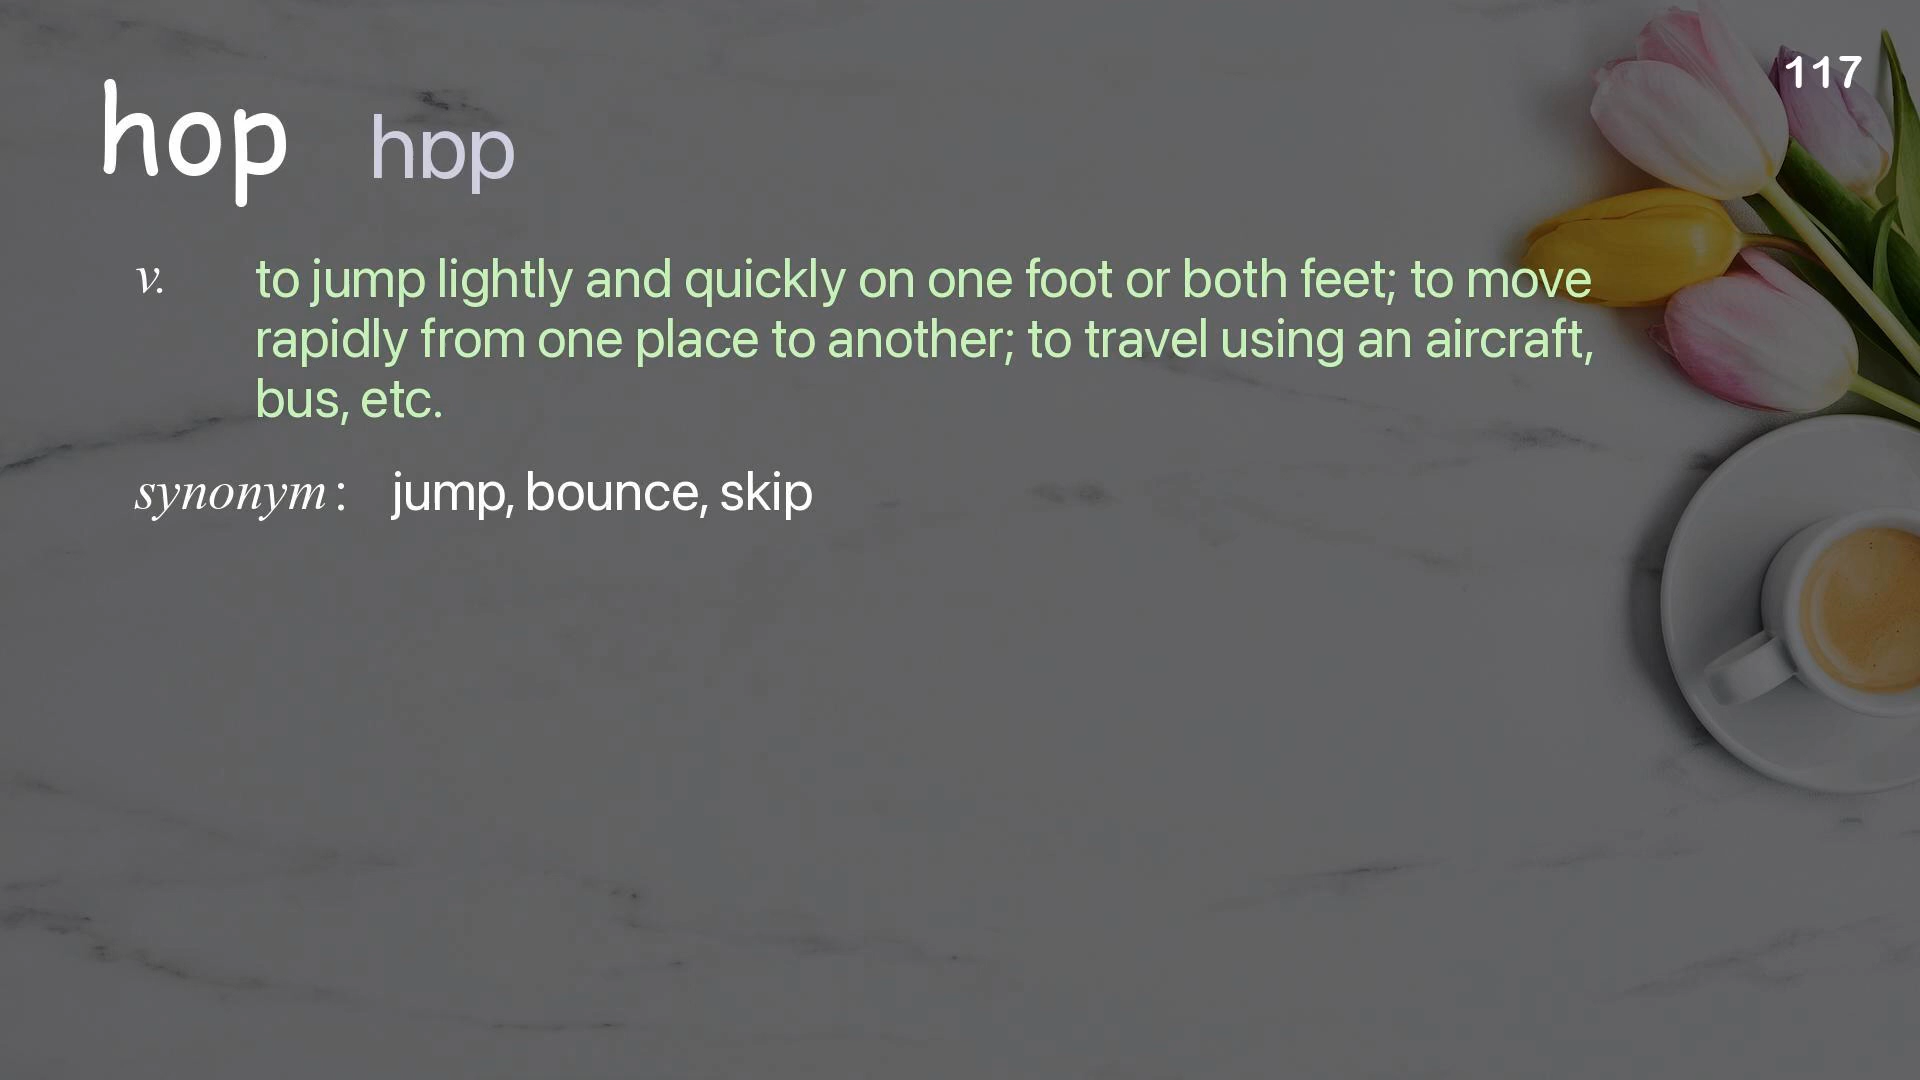 117
hop hɒp
v. to jump lightly and quickly on one foot or both feet; to move
rapidly from one place to another; to travel using an aircraft,
bus, etc.
synonym : jump, bounce, skip